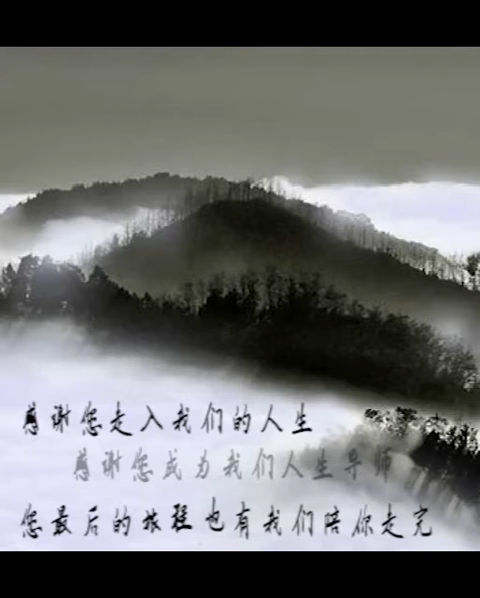 感谢您走入我们的人生
感谢您成为我们人生导师
您最后的旅程也有我们陪你走完